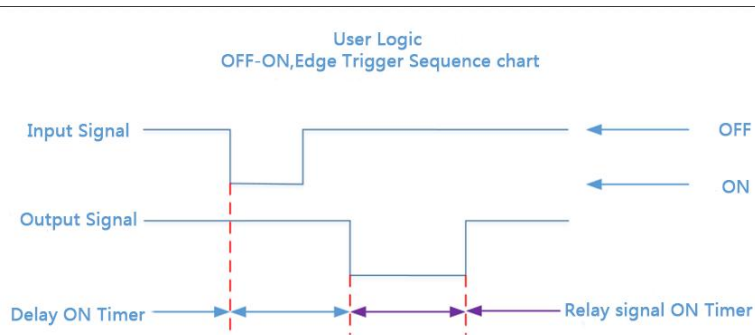 User Logic
OFF-ON,Edge Trigger Sequence chart
Input Signal
OFF
ON
Output Signal
Delay ON Timer
Relay signal ON Timer